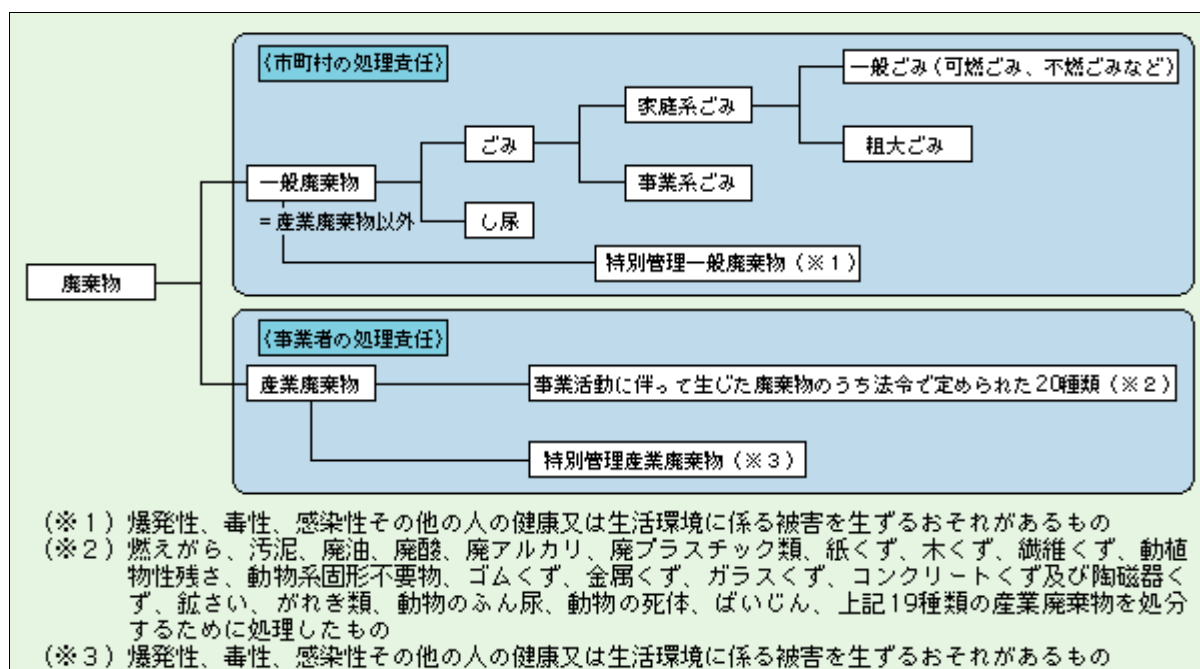 〈市町村の処理責任〉
一般ごみ(可燃ごみ、不燃ごみなど)
家庭系ごみ
ごみ
粗大ごみ
一般廃棄物
事業系ごみ
=産業廃棄物以外
し尿
特別管理一般廃棄物(※1)
廃棄物
〈事業者の処理責任〉
産業廃棄物
事業活動に伴って生じた廃棄物のうち法令で定められた20種類(※2)
特別管理産業廃棄物(※3)
(※1)爆発性、毒性、感染性その他の人の健康又は生活環境に係る被害を生ずるおそれがあるもの
(※2)燃えがら、汚泥、廃油、廃酸、廃アルカリ、廃プラスチック類、紙くず、木くず、繊維くず、動植
物性残さ、動物系固形不要物、ゴムくず、金属くず、ガラスくず、コンクリートくず及び陶磁器く
ず、鉱さい、がれき類、動物のふん尿、動物の死体、ばいじん、上記19種類の産業廃棄物を処分
するために処理したもの
(※3)爆発性、毒性、感染性その他の人の健康又は生活環境に係る被害を生ずるおそれがあるもの